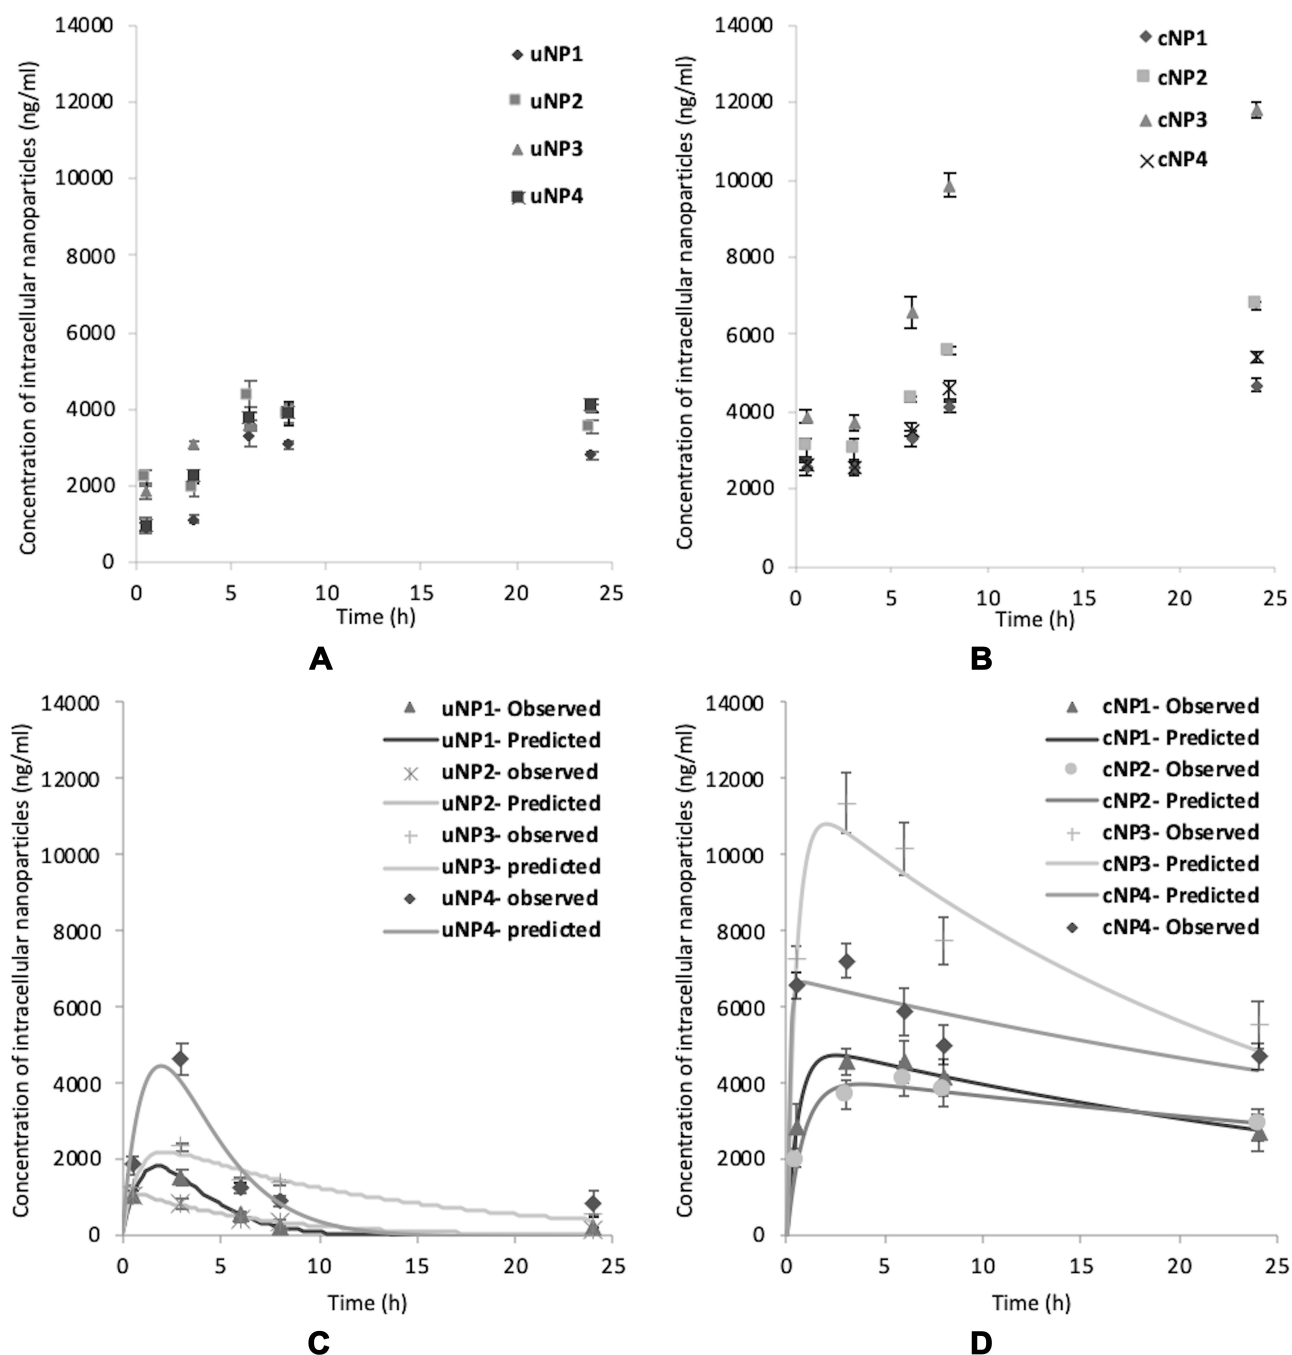 Concentration of intracellular nanoparticles (ng/ml)
14000
12000
10000
8000
6000
4000
2000
0
0 5 10 15 20 25
Time (h)
uNP1
uNP2
uNP3
uNP4
A
Concentration of intracellular nanoparticles (ng/ml)
14000
12000
10000
8000
6000
4000
2000
0
0 5 10 15 20 25
Time (h)
cNP1
cNP2
cNP3
cNP4
B
Concentration of intracellular nanoparticles (ng/ml)
14000
12000
10000
8000
6000
4000
2000
0
0 5 10 15 20 25
Time (h)
uNP1- Observed
uNP1- Predicted
uNP2- observed
uNP2- Predicted
uNP3- observed
uNP3- predicted
uNP4- observed
uNP4- predicted
C
Concentration of intracellular nanoparticles (ng/ml)
14000
12000
10000
8000
6000
4000
2000
0
0 5 10 15 20 25
Time (h)
cNP1- Observed
cNP1- Predicted
cNP2- Observed
cNP2- Predicted
cNP3- Observed
cNP3- Predicted
cNP4- Predicted
cNP4- Observed
D